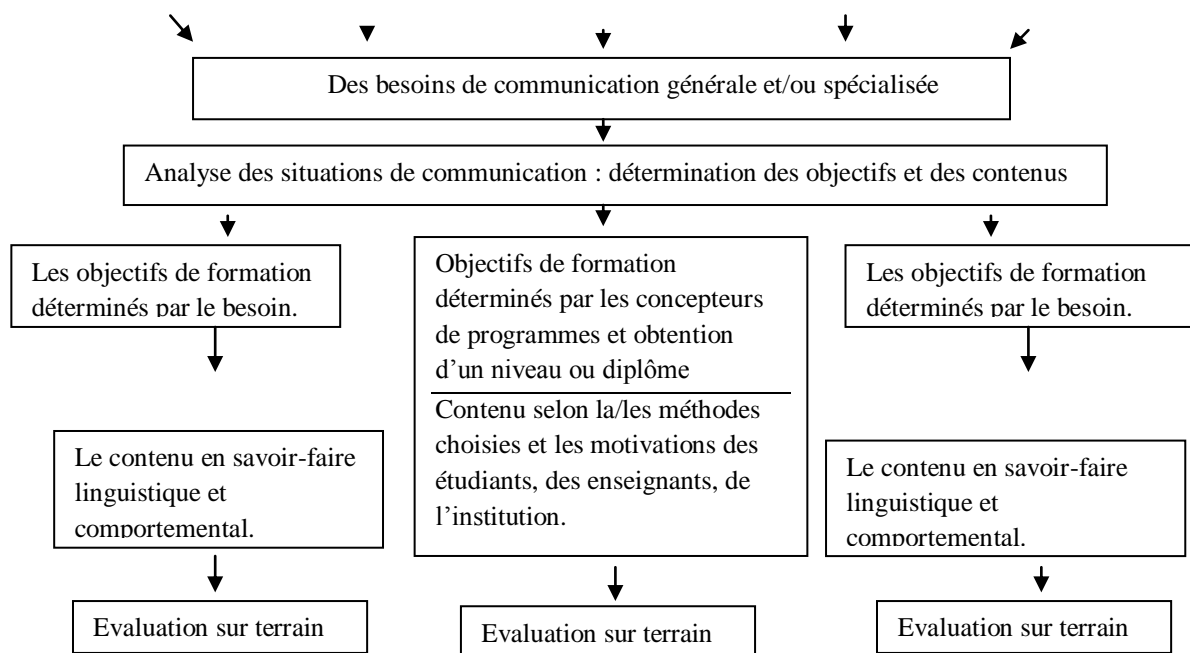 Des besoins de communication générale et/ou spécialisée
Analyse des situations de communication : détermination des objectifs et des contenus
Les objectifs de formation
déterminés par le besoin.
Objectifs de formation
déterminés par les concepteurs
de programmes et obtention
d’un niveau ou diplôme
Contenu selon la/les méthodes
choisies et les motivations des
étudiants, des enseignants, de
l’institution.
Les objectifs de formation
déterminés par le besoin.
Le contenu en savoir-faire
linguistique et
comportemental.
Le contenu en savoir-faire
linguistique et
comportemental.
Evaluation sur terrain
Evaluation sur terrain
Evaluation sur terrain